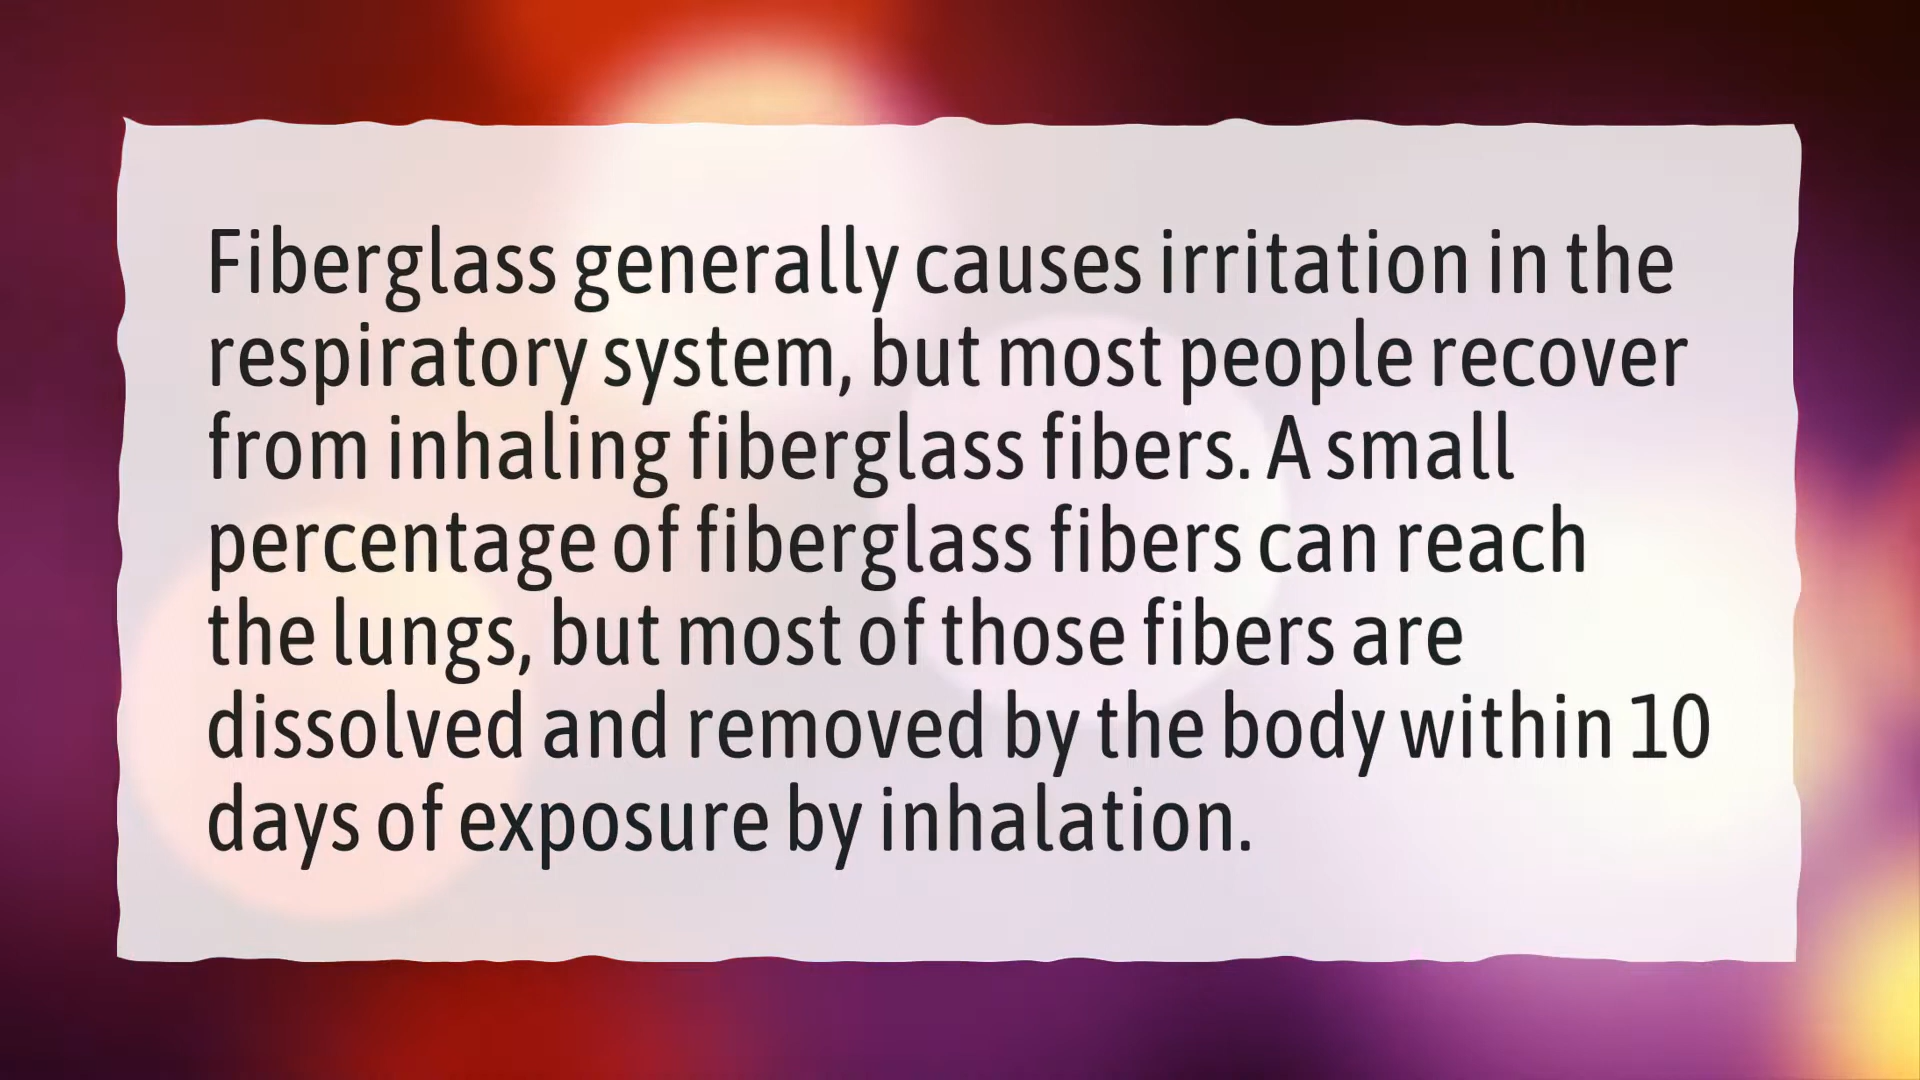 Fiberglass generally causes irritation in the
respiratory system, but most people recover
from inhaling fiberglass fibers. A small
percentage of fiberglass fibers can reach
the lungs, but most of those fibers are
dissolved and removed by the body within 10
days of exposure by inhalation.